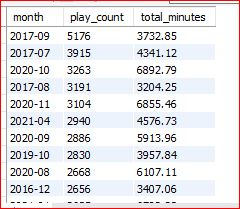 month play_count total_minutes
2017-09 5176 3732.85
2017-07 3915 4341.12
2020-10 3263 6892.79
2017-08 3191 3204.25
2020-11 3104 6855.46
2021-04 2940 4576.73
2020-09 2886 5913.96
2019-10 2830 3957.84
2020-08 2668 6107.11
2016-12 2656 3407.06